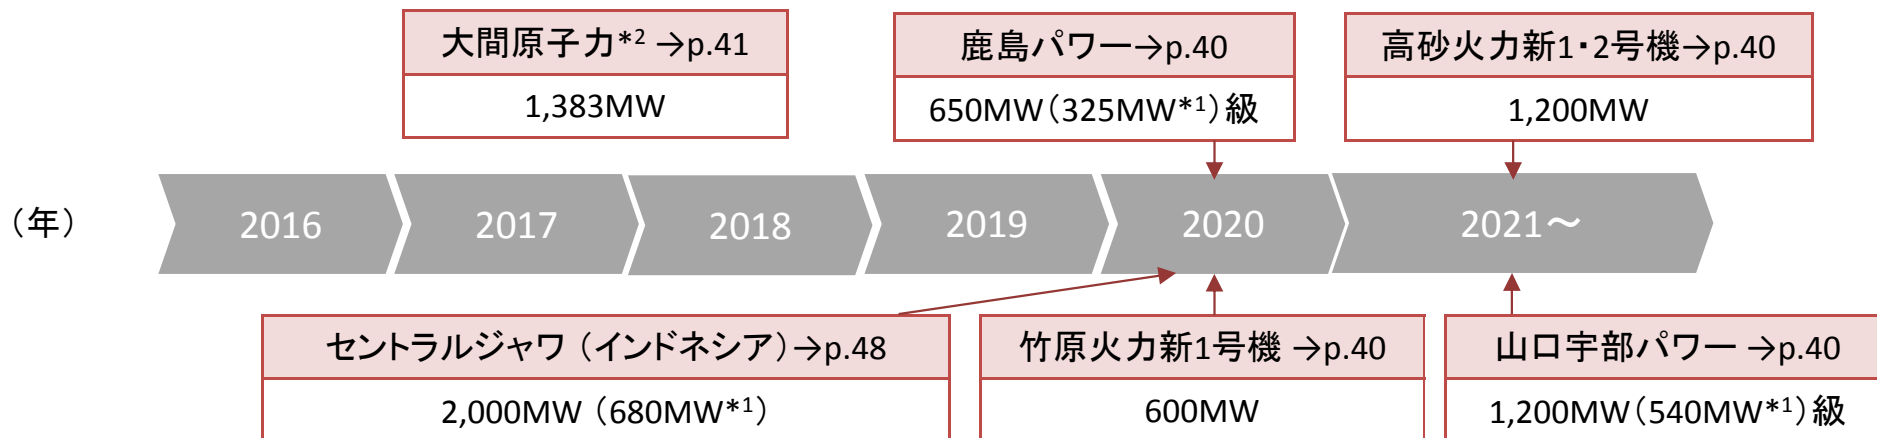 大間原子力*2 →p.41
1,383MW
鹿島パワー→p.40
650MW（325MW*1）級
高砂火力新1・2号機→p.40
1,200MW
（年）
2016
2017
2018
2019
2020
2021～
セントラルジャワ（インドネシア）→p.48
2,000MW（680MW*1）
竹原火力新1号機 →p.40
600MW
山口宇部パワー →p.40
1,200MW（540MW*1）級